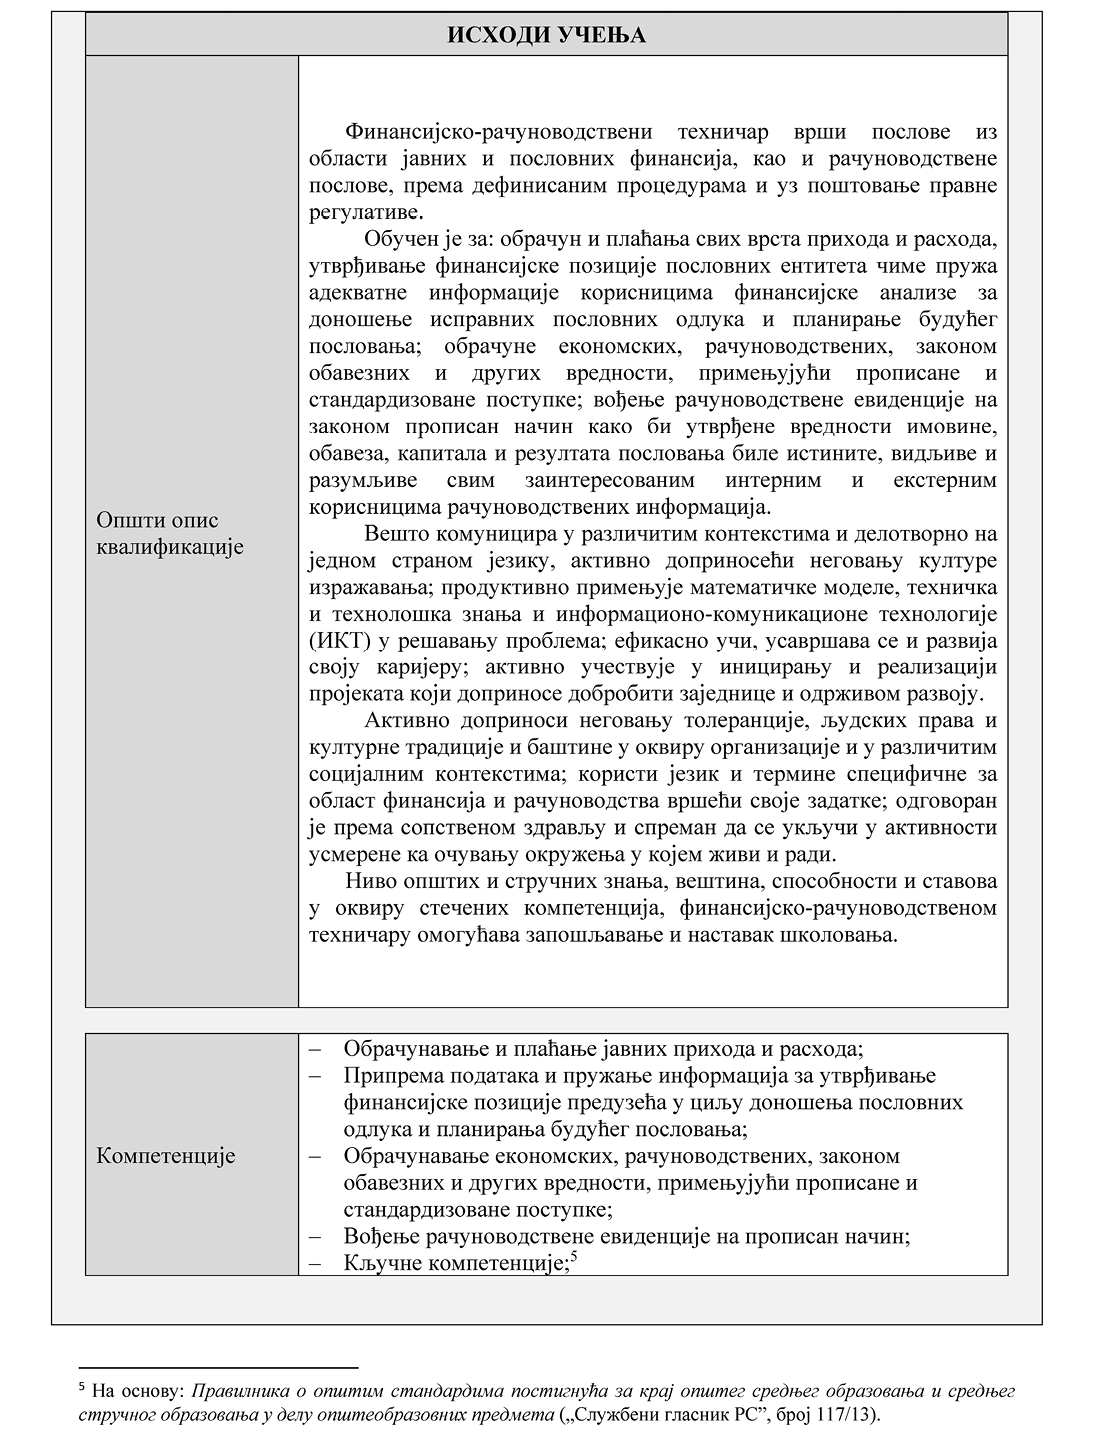 ИСХОДИ УЧЕЊА
Општи опис
квалификације
Финансијско-рачуноводствени техничар врши послове из
области јавних и пословних финансија, као и рачуноводствене
послове, према дефинисаним процедурама и уз поштовање правне
регулативе.
Обучен је за: обрачун и плаћања свих врста прихода и расхода,
утврђивање финансијске позиције пословних ентитета чиме пружа
адекватне информације корисницима финансијске анализе за
доношење исправних пословних одлука и планирање будућег
пословања; обрачуне економских, рачуноводствених, законом
обавезних и других вредности, примењујући прописане и
стандардизоване поступке; вођење рачуноводствене евиденције на
законом прописан начин како би утврђене вредности имовине,
обавеза, капитала и резултата пословања биле истините, видљиве и
разумљиве свим заинтересованим интерним и екстерним
корисницима рачуноводствених информација.
Вешто комуницира у различитим контекстима и делотворно на
једном страном језику, активно доприносећи неговању културе
изражавања; продуктивно примењује математичке моделе, техничка
и технолошка знања и информационо-комуникационе технологије
(ИКТ) у решавању проблема; ефикасно учи, усавршава се и развија
своју каријеру; активно учествује у иницирању и реализацији
пројеката који доприносе добробити заједнице и одрживом развоју.
Активно доприноси неговању толеранције, људских права и
културне традиције и баштине у оквиру организације и у различитим
социјалним контекстима; користи језик и термине специфичне за
област финансија и рачуноводства вршећи своје задатке; одговоран
је према сопственом здрављу и спреман да се укључи у активности
усмерене ка очувању окружења у којем живи и ради.
Ниво општих и стручних знања, вештина, способности и ставова
у оквиру стечених компетенција, финансијско-рачуноводственом
техничару омогућава запошљавање и наставак школовања.
Компетенције
– Обрачунавање и плаћање јавних прихода и расхода;
– Припрема података и пружање информација за утврђивање
финансијске позиције предузећа у циљу доношења пословних
одлука и планирања будућег пословања;
– Обрачунавање економских, рачуноводствених, законом
обавезних и других вредности, примењујући прописане и
стандардизоване поступке;
– Вођење рачуноводствене евиденције на прописан начин;
– Кључне компетенције;⁵
⁵ На основу: Правилника о општим стандардима постигнућа за крај општег средњег образовања и средњег
стручног образовања у делу општеобразовних предмета („Службени гласник РС”, број 117/13).